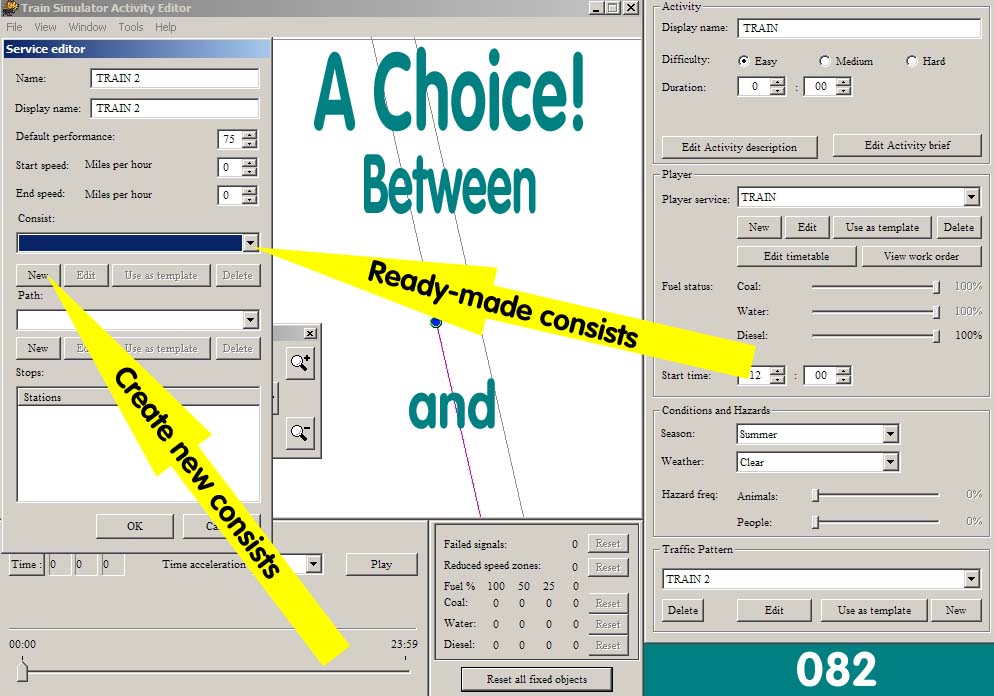 Train Simulator Activity Editor
File View Window Tools Help
Service editor
Name: TRAIN 2
Display name: TRAIN 2
Default performance: 75
Start speed: Miles per hour 0
End speed: Miles per hour 0
Consist:
New Edit Use as template Delete
Path:
New Use as template Delete
Stops:
Stations
OK
A Choice!
Between
and
Ready-made consists
Create new consists
Time : 0 0 0 Time acceleration Play
00:00 23:59
Failed signals: 0 Reset
Reduced speed zones: 0 Reset
Fuel % 100 50 25 0
Coal: 0 0 0 0 Reset
Water: 0 0 0 0 Reset
Diesel: 0 0 0 0 Reset
Reset all fixed objects
Activity
Display name: TRAIN
Difficulty: Easy Medium Hard
Duration: 0 : 00
Edit Activity description Edit Activity brief
Player
Player service: TRAIN
New Edit Use as template Delete
Edit timetable View work order
Fuel status: Coal: 100%
Water: 100%
Diesel: 100%
Start time: 12 : 00
Conditions and Hazards
Season: Summer
Weather: Clear
Hazard freq: Animals: 0%
People: 0%
Traffic Pattern
TRAIN 2
Delete Edit Use as template New
082